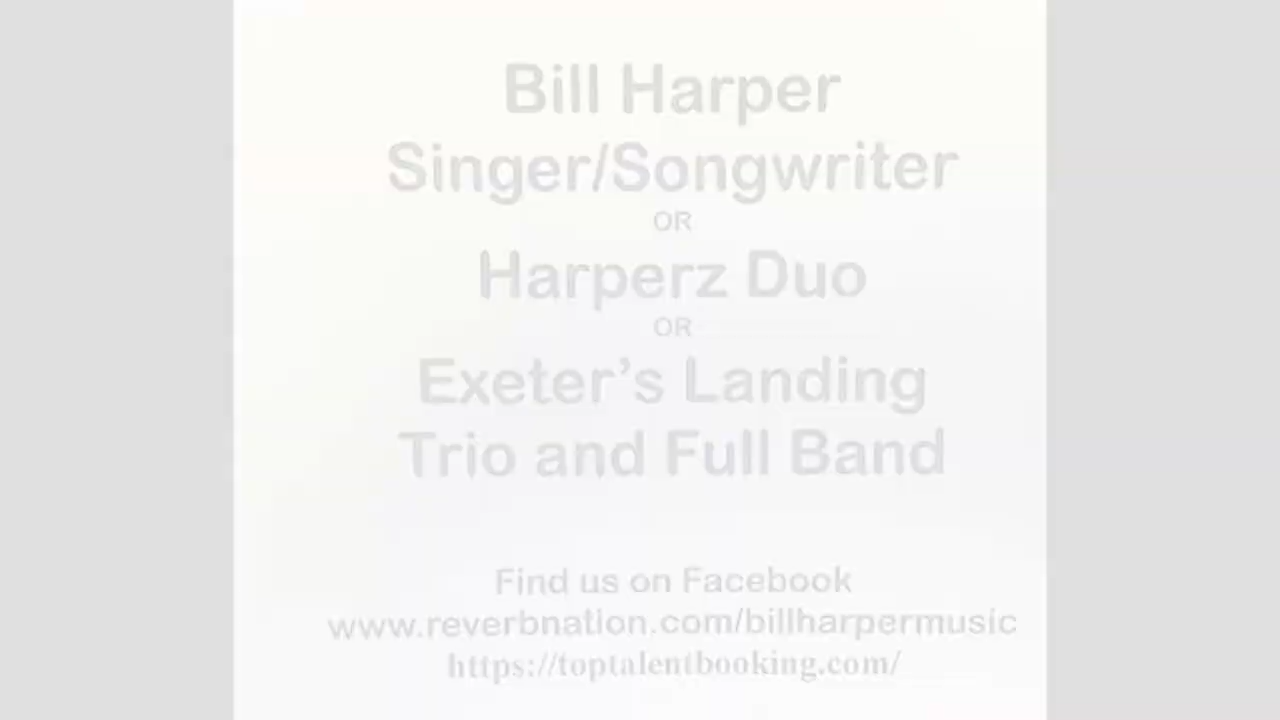 Bill Harper
Singer/Songwriter
OR
Harperz Duo
OR
Exeter’s Landing
Trio and Full Band
Find us on Facebook
www.reverbnation.com/billharpermusic
https://toptalentbooking.com/